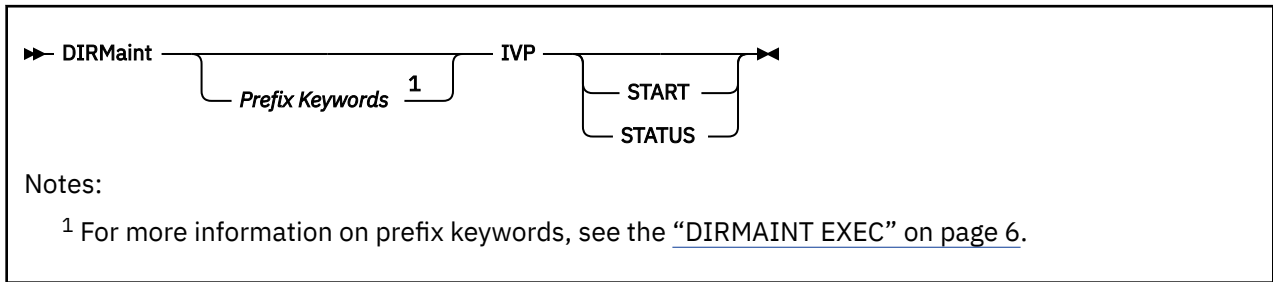 DIRMaint IVP
Prefix Keywords 1
START
STATUS
Notes:
1 For more information on prefix keywords, see the “DIRMAINT EXEC” on page 6.